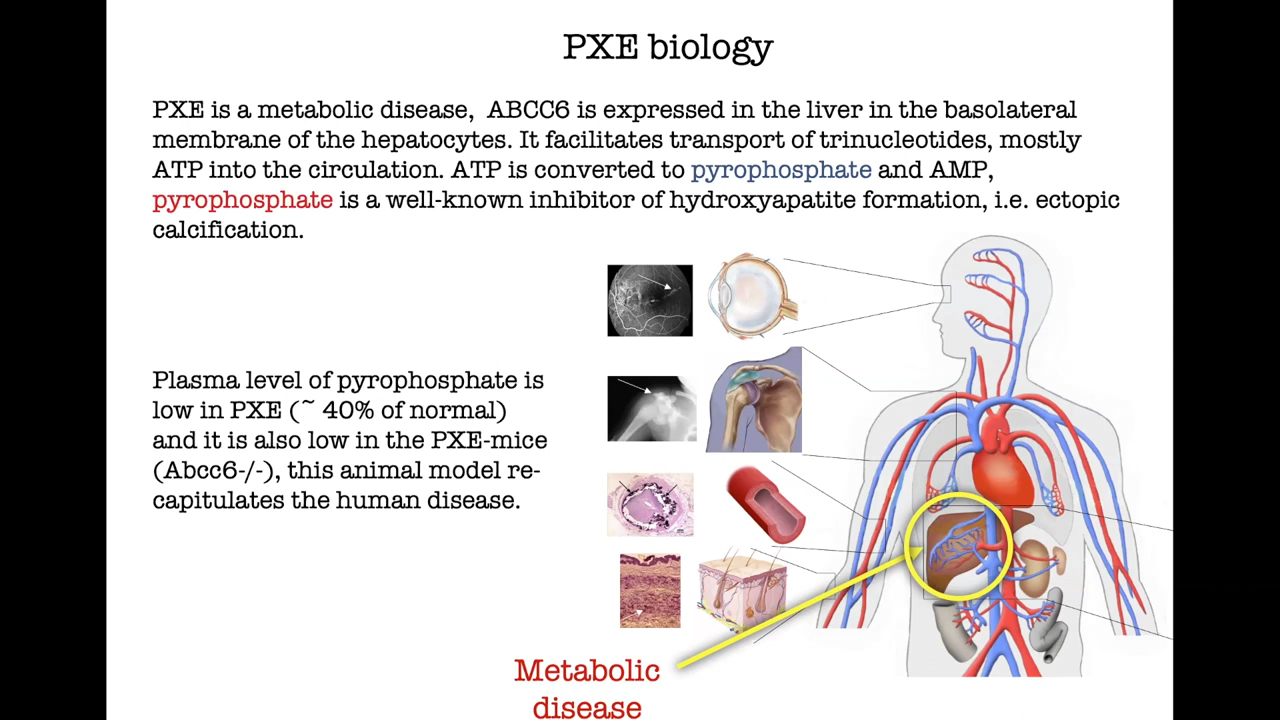 PXE biology
PXE is a metabolic disease, ABCC6 is expressed in the liver in the basolateral
membrane of the hepatocytes. It facilitates transport of trinucleotides, mostly
ATP into the circulation. ATP is converted to pyrophosphate and AMP,
pyrophosphate is a well-known inhibitor of hydroxyapatite formation, i.e. ectopic
calcification.
Plasma level of pyrophosphate is
low in PXE (~ 40% of normal)
and it is also low in the PXE-mice
(Abcc6-/-), this animal model re-
capitulates the human disease.
Metabolic
disease